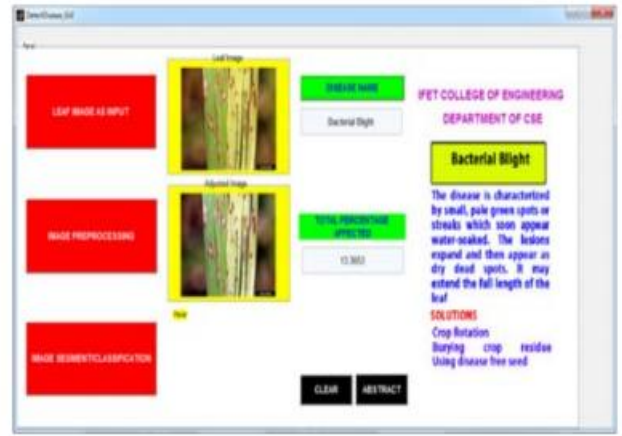 Leaf Image
LEAF IMAGE AS INPUT
DISEASE NAME
Bacterial Blight
Adjusted Image
IMAGE PREPROCESSING
TOTAL PERCENTAGE
AFFECTED
IMAGE SEGMENT/CLASSIFICATION
CLEAR
ABSTRACT
IFET COLLEGE OF ENGINEERING
DEPARTMENT OF CSE
Bacterial Blight
The disease is characterized
by small, pale green spots or
streaks which soon appear
water-soaked. The lesions
expand and then appear as
dry dead spots. It may
extend the full length of the
leaf
SOLUTIONS
Crop Rotation
Burying crop residue
Using disease free seed